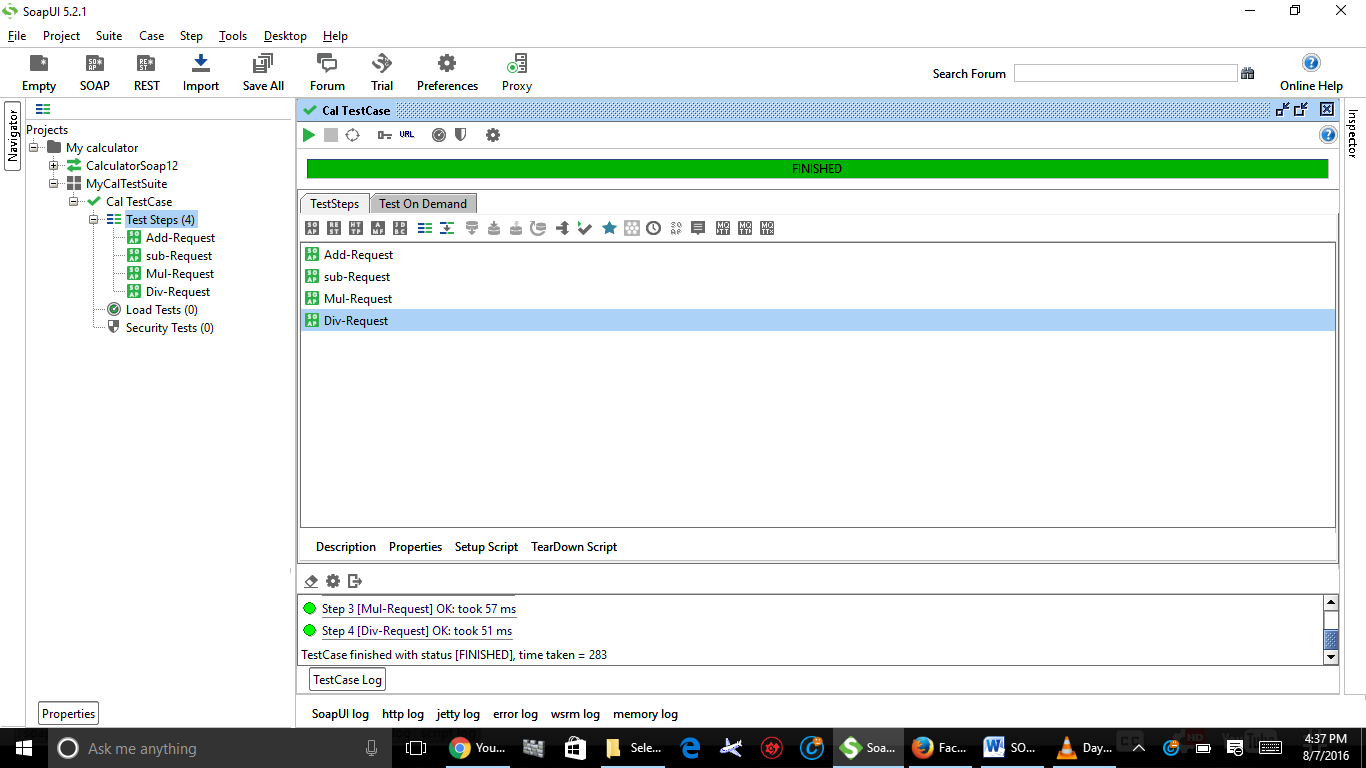 SoapUI 5.2.1
File Project Suite Case Step Tools Desktop Help
Empty SOAP REST Import Save All Forum Trial Preferences Proxy Search Forum Online Help
Navigator
Projects
My calculator
CalculatorSoap12
MyCalTestSuite
Cal TestCase
Test Steps (4)
Add-Request
sub-Request
Mul-Request
Div-Request
Load Tests (0)
Security Tests (0)
Properties
Cal TestCase
URL
FINISHED
TestSteps Test On Demand
Add-Request
sub-Request
Mul-Request
Div-Request
Description Properties Setup Script TearDown Script
Step 3 [Mul-Request] OK: took 57 ms
Step 4 [Div-Request] OK: took 51 ms
TestCase finished with status [FINISHED], time taken = 283
TestCase Log
SoapUI log http log jetty log error log wsrm log memory log
Inspector
Ask me anything
You... Sele... Soa... Fac... SO... Day...
4:37 PM
8/7/2016